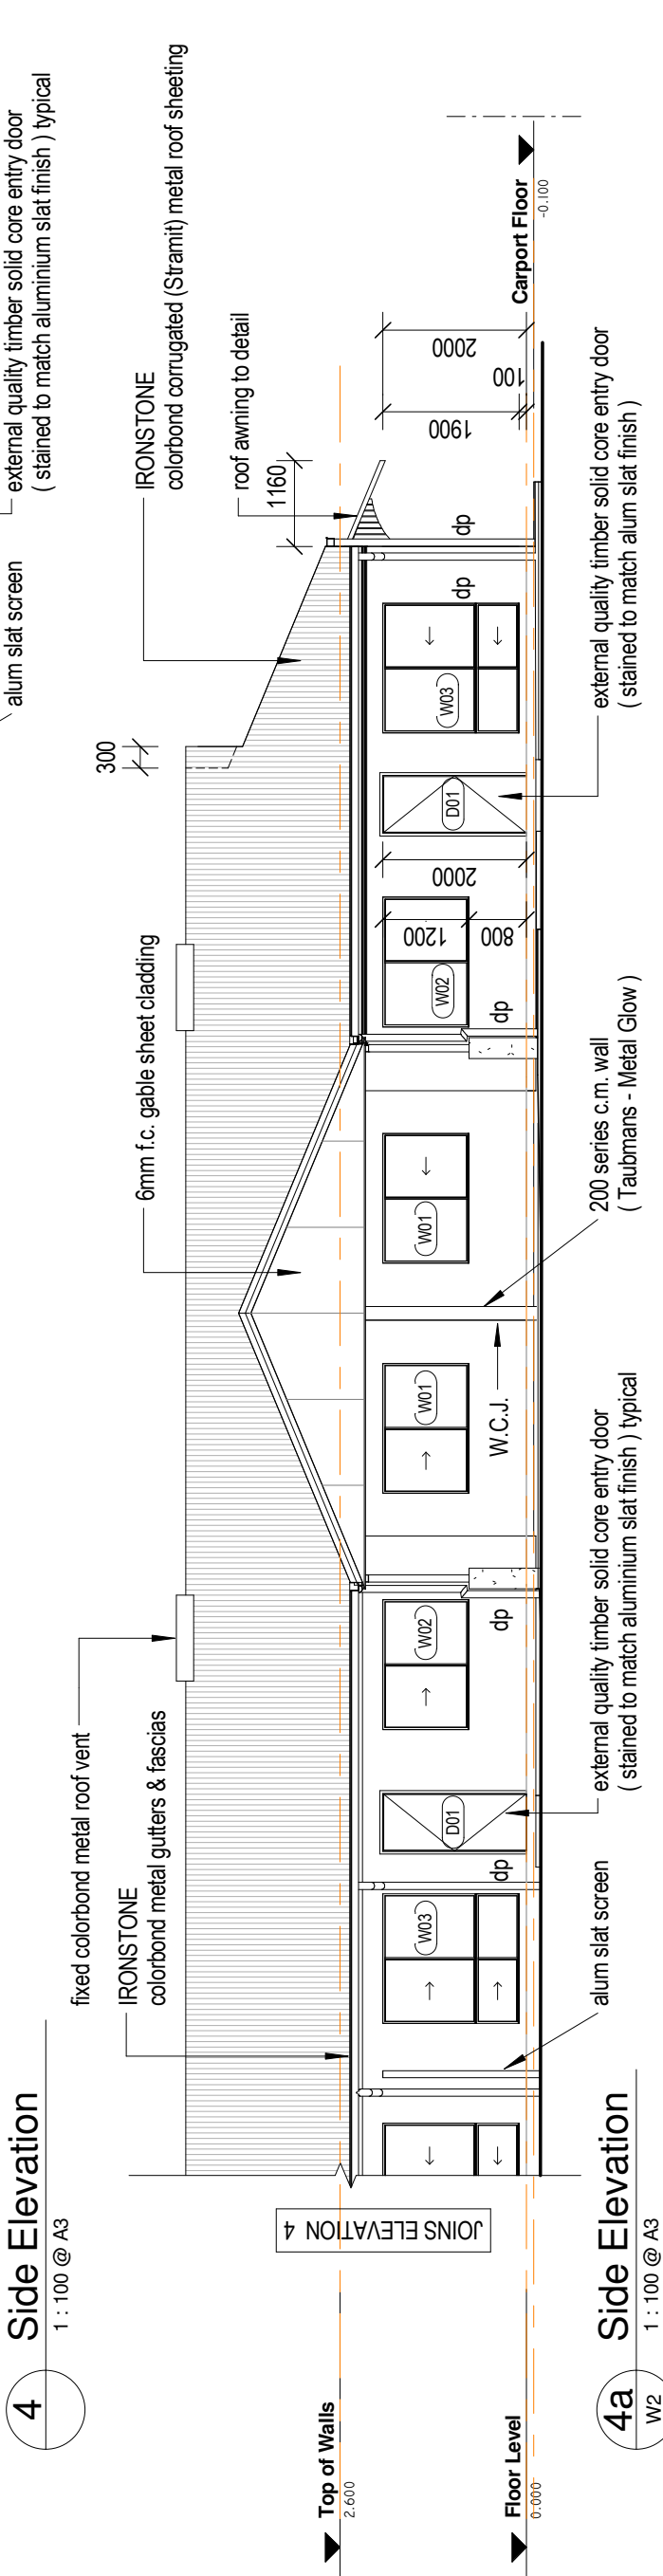 external quality timber solid core entry door
( stained to match aluminium slat finish ) typical
alum slat screen
4
Side Elevation
1 : 100 @ A3
fixed colorbond metal roof vent
IRONSTONE
colorbond metal gutters & fascias
6mm f.c. gable sheet cladding
300
IRONSTONE
colorbond corrugated (Stramit) metal roof sheeting
roof awning to detail
1160
Top of Walls
2.600
Floor Level
0.000
JOINS ELEVATION 4
W03
dp
D01
W02
dp
W01
W.C.J.
W01
dp
W02
1200
800
2000
D01
W03
dp
dp
1900
100
2000
Carport Floor
-0.100
alum slat screen
external quality timber solid core entry door
( stained to match aluminium slat finish ) typical
200 series c.m. wall
( Taubmans - Metal Glow )
external quality timber solid core entry door
( stained to match alum slat finish )
4a
W2
Side Elevation
1 : 100 @ A3